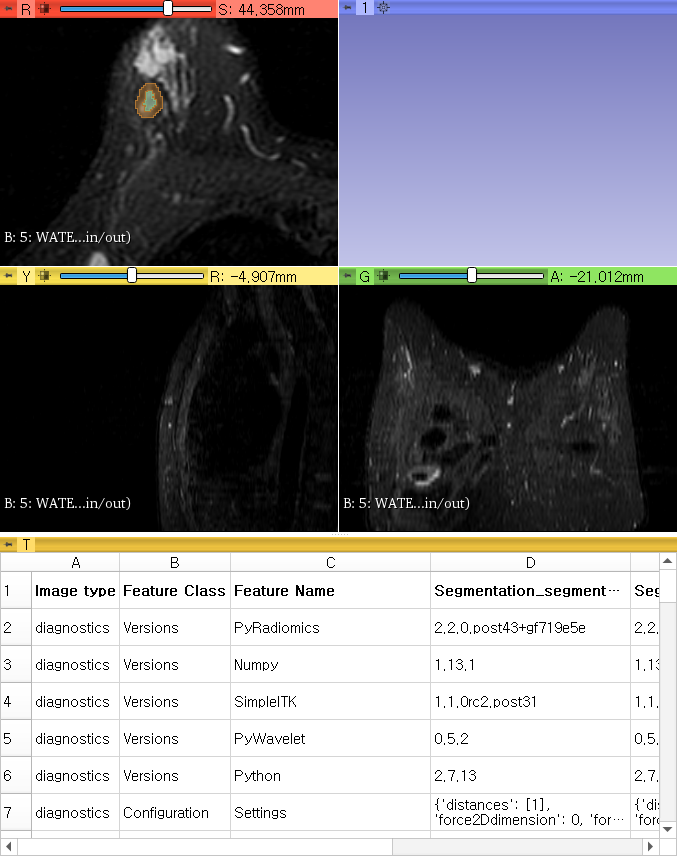 R S: 44,358mm
1
B: 5: WATE...in/out)
Y R: -4,907mm
G A: -21,012mm
B: 5: WATE...in/out)
B: 5: WATE...in/out)
T
A B C D
1 Image type Feature Class Feature Name Segmentation_segment··· Seg
2 diagnostics Versions PyRadiomics 2,2,0,post43+gf719e5e 2,2,
3 diagnostics Versions Numpy 1,13,1 1,13
4 diagnostics Versions SimpleITK 1,1,0rc2,post31 1,1,
5 diagnostics Versions PyWavelet 0,5,2 0,5,
6 diagnostics Versions Python 2,7,13 2,7,
7 diagnostics Configuration Settings {'distances': [1], {'dis
'force2Ddimension': 0, 'for··· 'for